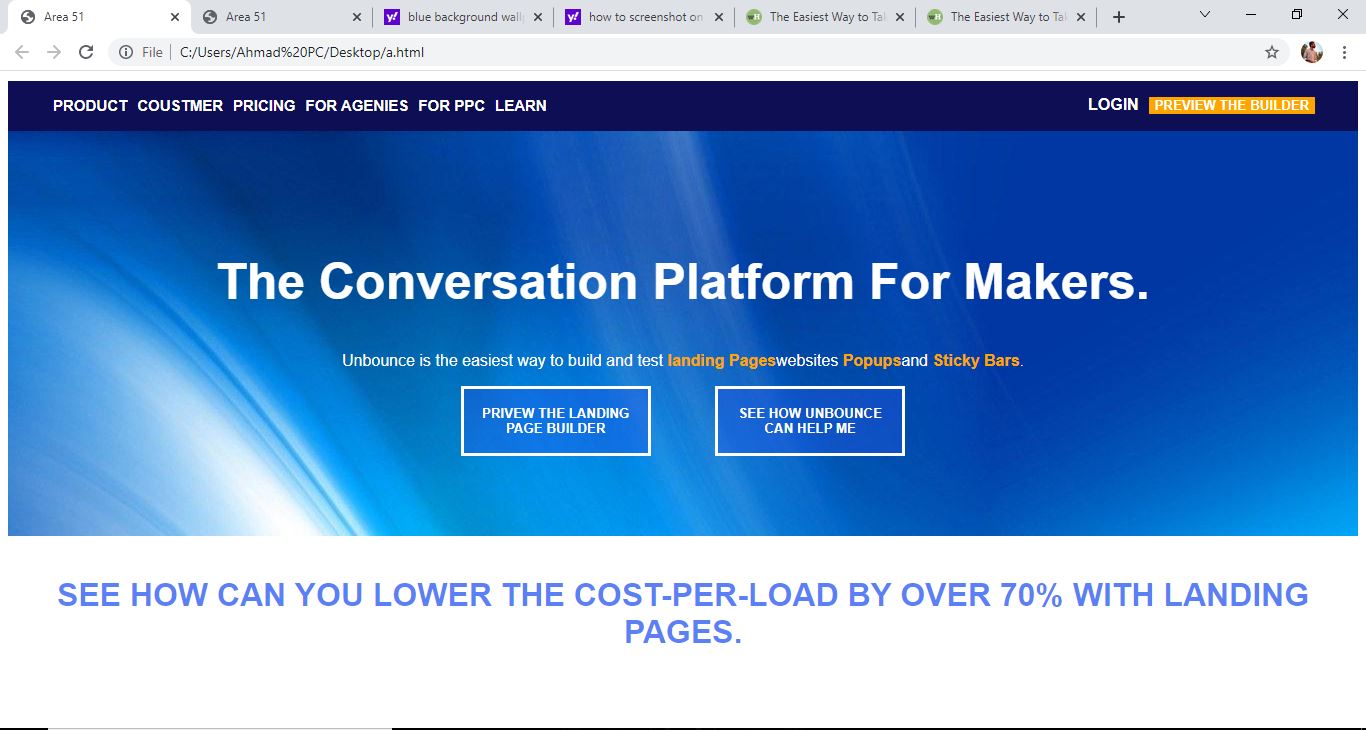 Area 51
Area 51
blue background wall
how to screenshot on
The Easiest Way to Tak
The Easiest Way to Tak
File
C:/Users/Ahmad%20PC/Desktop/a.html
PRODUCT COUSTMER PRICING FOR AGENIES FOR PPC LEARN
LOGIN PREVIEW THE BUILDER
The Conversation Platform For Makers.
Unbounce is the easiest way to build and test landing Pageswebsites Popupsand Sticky Bars.
PRIVEW THE LANDING
PAGE BUILDER
SEE HOW UNBOUNCE
CAN HELP ME
SEE HOW CAN YOU LOWER THE COST-PER-LOAD BY OVER 70% WITH LANDING
PAGES.